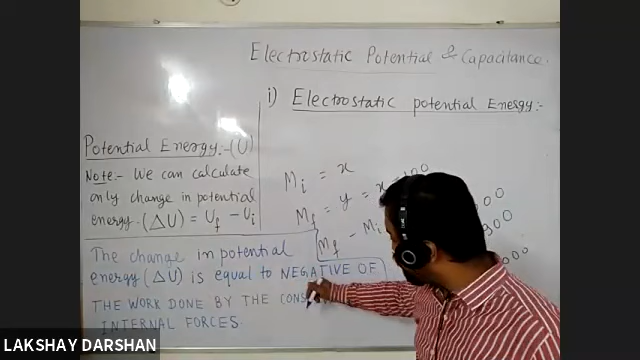 Electrostatic Potential & Capacitance.
i) Electrostatic potential Energy:-
Potential Energy:-(U)
Note:- We can calculate
only change in potential
energy. (ΔU) = Uf - Ui
Mi = x
Mf = y = x
Mf - Mi
The change in potential
energy (ΔU) is equal to NEGATIVE OF
THE WORK DONE BY THE
INTERNAL FORCES.
LAKSHAY DARSHAN